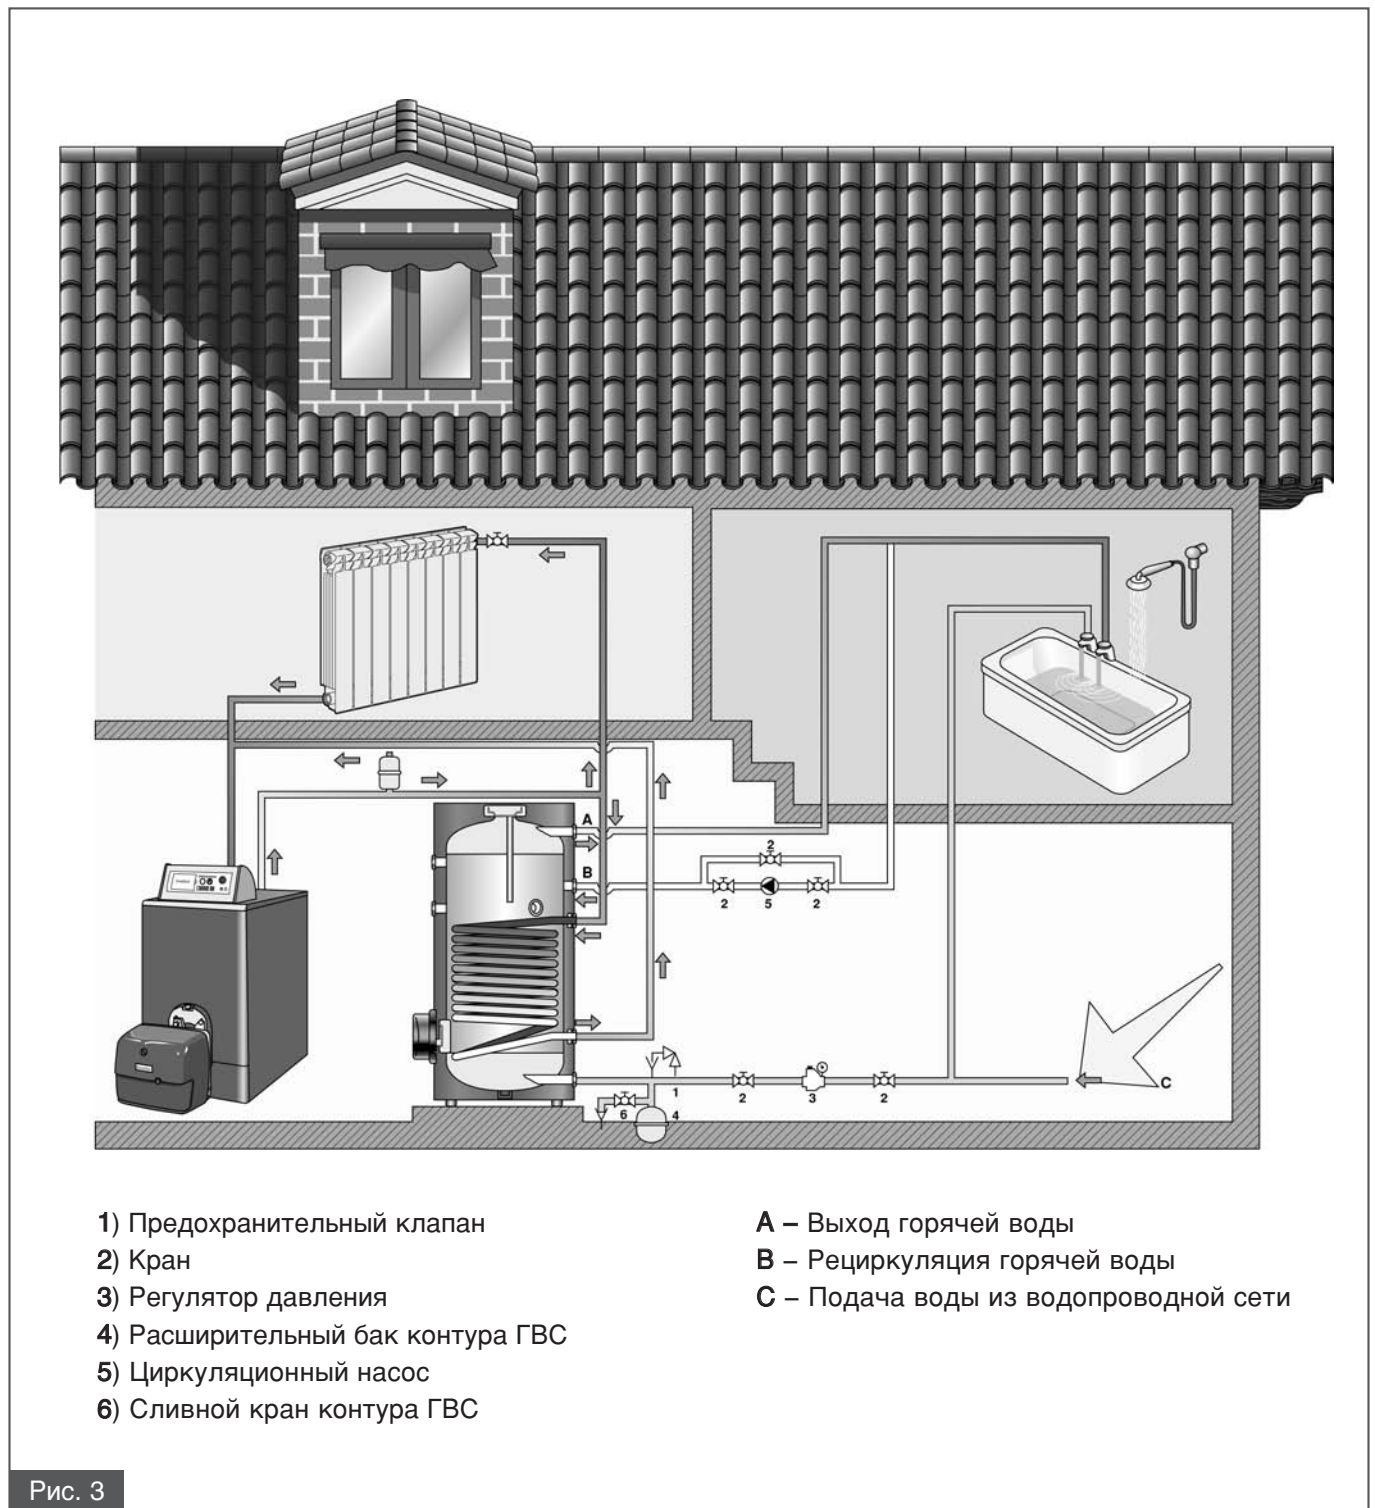 A
B
2
2
5
2
1
2
3
2
C
6
4
1) Предохранительный клапан
2) Кран
3) Регулятор давления
4) Расширительный бак контура ГВС
5) Циркуляционный насос
6) Сливной кран контура ГВС
A – Выход горячей воды
B – Рециркуляция горячей воды
C – Подача воды из водопроводной сети
Рис. 3